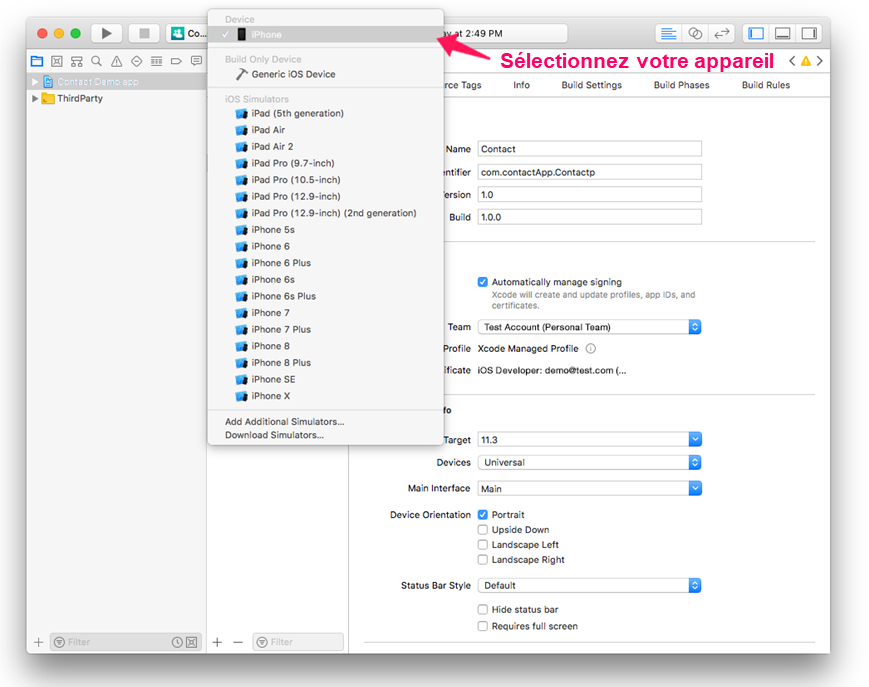 Device
Co...
✓ iPhone
ay at 2:49 PM
Build Only Device
Generic iOS Device
Sélectionnez votre appareil
iOS Simulators
iPad (5th generation)
iPad Air
iPad Air 2
iPad Pro (9.7-inch)
iPad Pro (10.5-inch)
iPad Pro (12.9-inch)
iPad Pro (12.9-inch) (2nd generation)
iPhone 5s
iPhone 6
iPhone 6 Plus
iPhone 6s
iPhone 6s Plus
iPhone 7
iPhone 7 Plus
iPhone 8
iPhone 8 Plus
iPhone SE
iPhone X
Add Additional Simulators...
Download Simulators...
Contact Demo.app
ThirdParty
rce Tags
Info
Build Settings
Build Phases
Build Rules
Name Contact
entifier com.contactApp.Contactp
Version 1.0
Build 1.0.0
Automatically manage signing
Xcode will create and update profiles, app IDs, and
certificates.
Team Test Account (Personal Team)
Profile Xcode Managed Profile
ificate iOS Developer: demo@test.com (...
fo
Target 11.3
Devices Universal
Main Interface Main
Device Orientation Portrait
Upside Down
Landscape Left
Landscape Right
Status Bar Style Default
Hide status bar
Requires full screen
Filter
Filter